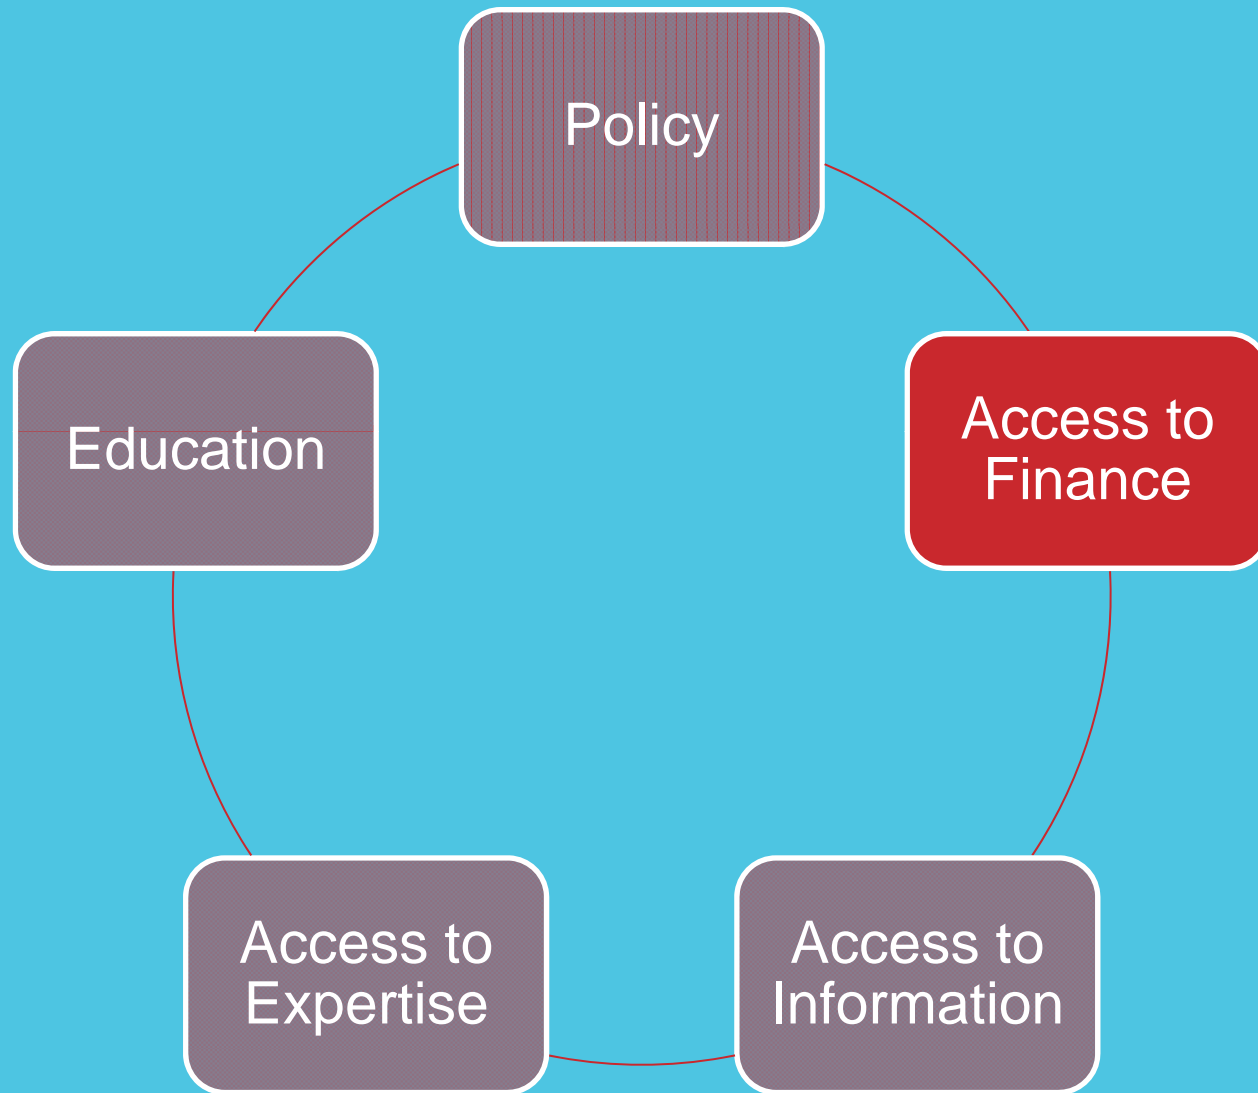 Policy
Access to
Finance
Access to
Information
Access to
Expertise
Education